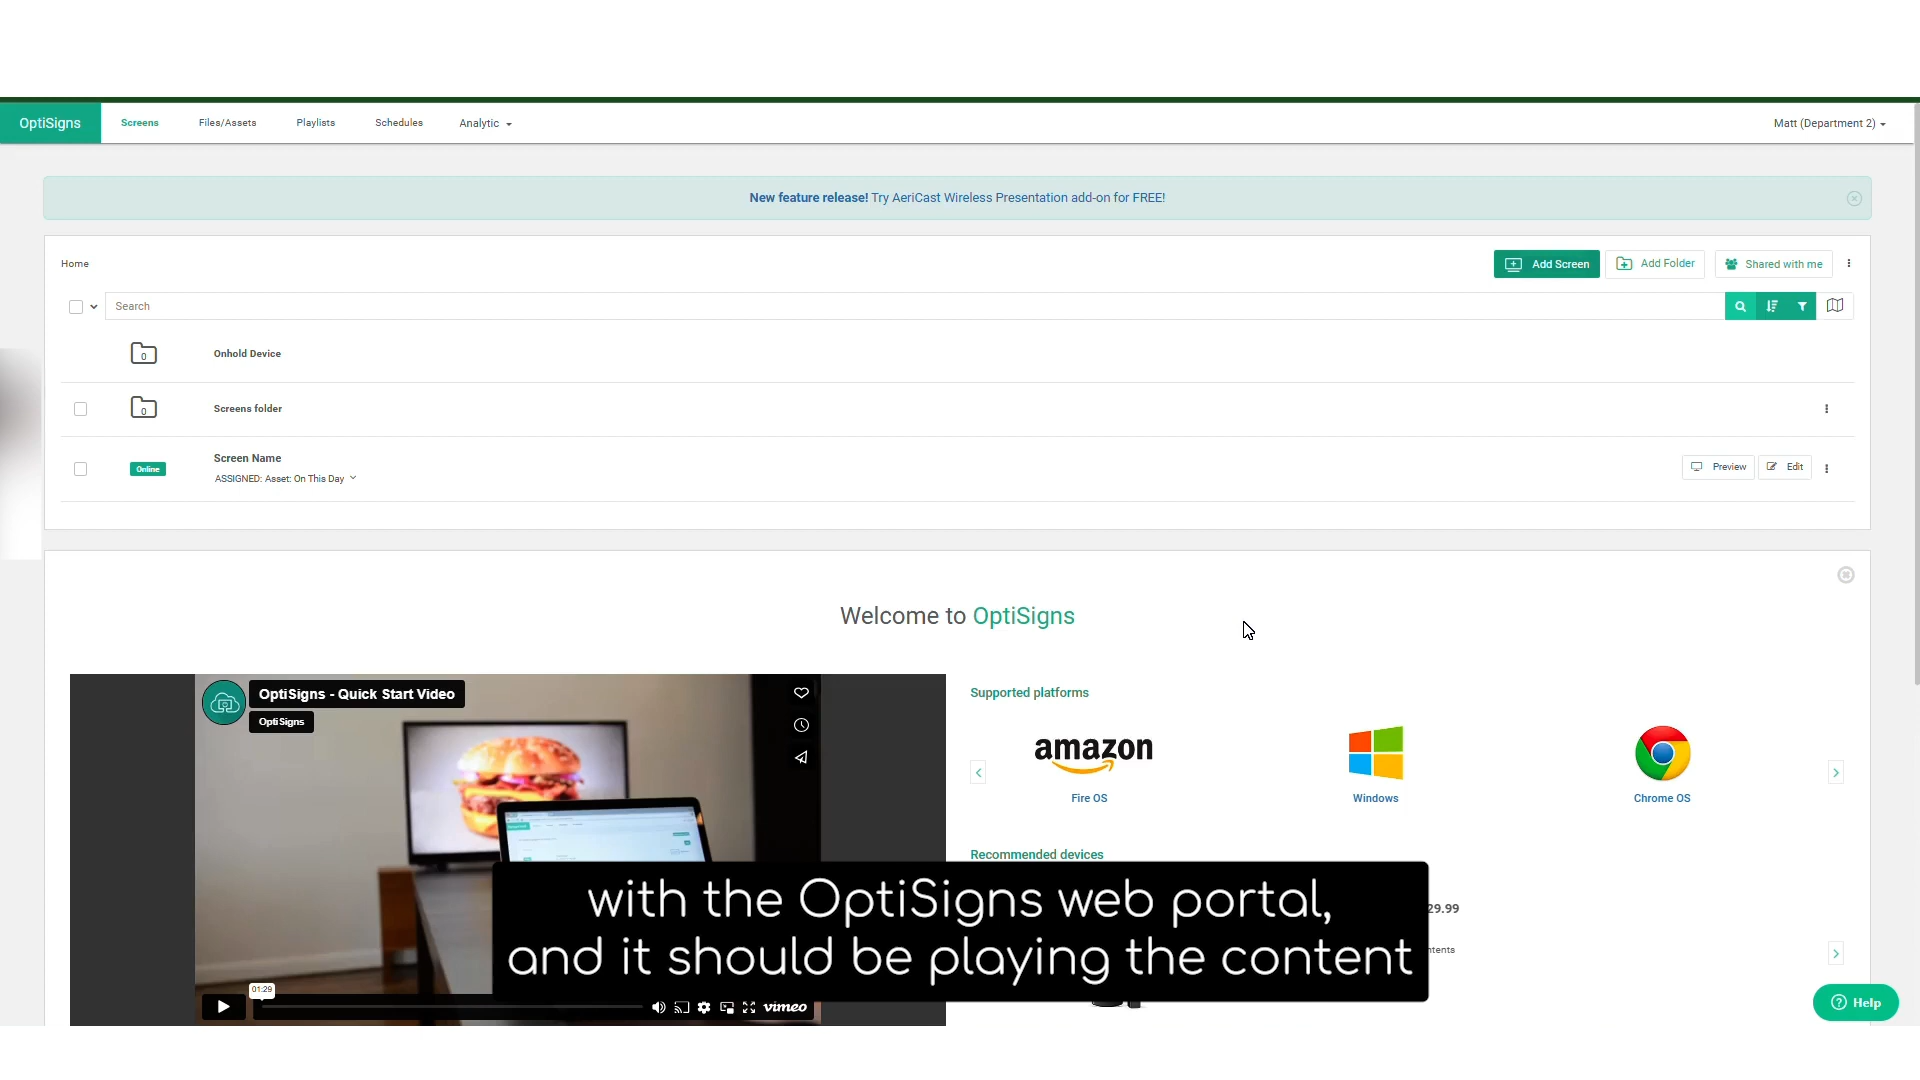 OptiSigns
Screens
Files/Assets
Playlists
Schedules
Analytic
Matt (Department 2)
New feature release! Try AeriCast Wireless Presentation add-on for FREE!
Home
Add Screen
Add Folder
Shared with me
Search
0
Onhold Device
0
Screens folder
Online
Screen Name
ASSIGNED: Asset: On This Day
Preview
Edit
Welcome to OptiSigns
OptiSigns - Quick Start Video
OptiSigns
01:29
vimeo
Supported platforms
amazon
Fire OS
Windows
Chrome OS
Recommended devices
29.99
with the OptiSigns web portal,
and it should be playing the content
Help